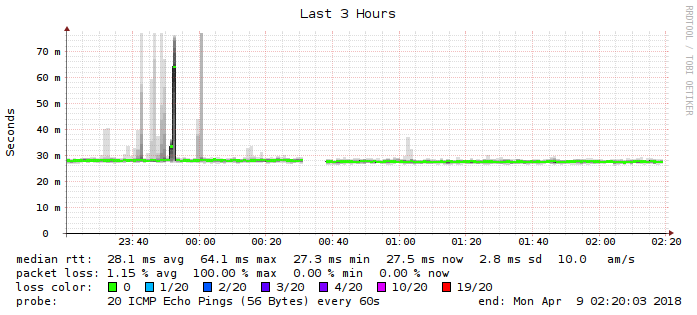 Last 3 Hours
RRDTOOL / TOBI OETIKER
Seconds
70 m
60 m
50 m
40 m
30 m
20 m
10 m
0
23:40 00:00 00:20 00:40 01:00 01:20 01:40 02:00 02:20
median rtt: 28.1 ms avg 64.1 ms max 27.3 ms min 27.5 ms now 2.8 ms sd 10.0 am/s
packet loss: 1.15 % avg 100.00 % max 0.00 % min 0.00 % now
loss color: 0 1/20 2/20 3/20 4/20 10/20 19/20
probe: 20 ICMP Echo Pings (56 Bytes) every 60s end: Mon Apr 9 02:20:03 2018